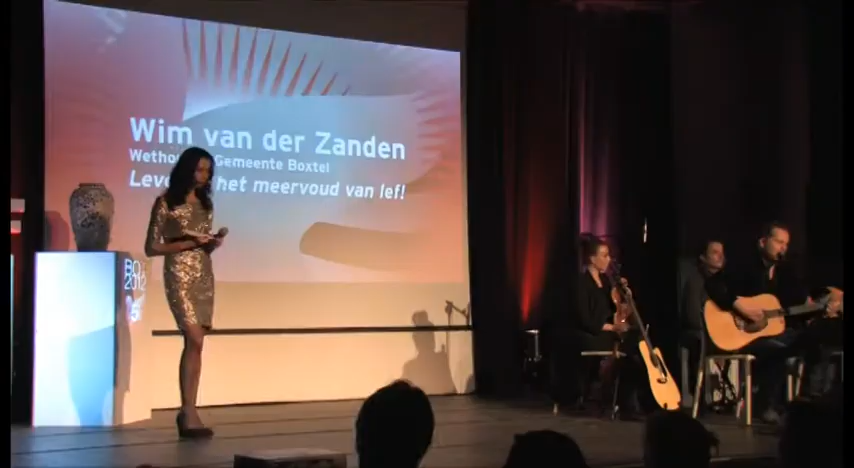 Wim van der Zanden
Gemeente Boxtel
het meervoud van lef!
2012